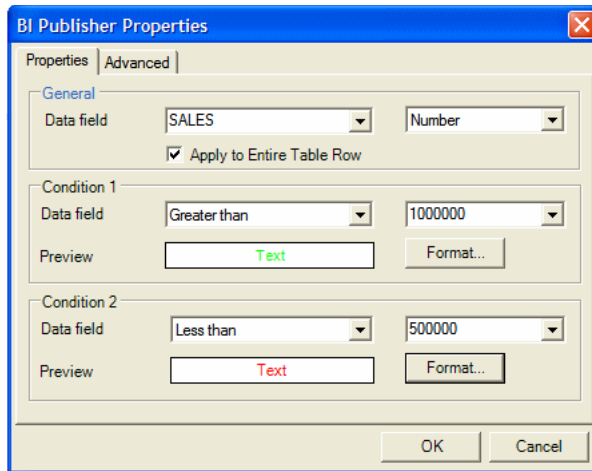 BI Publisher Properties
Properties Advanced
General
Data field SALES Number
Apply to Entire Table Row
Condition 1
Data field Greater than 1000000
Preview Text Format...
Condition 2
Data field Less than 500000
Preview Text Format...
OK Cancel